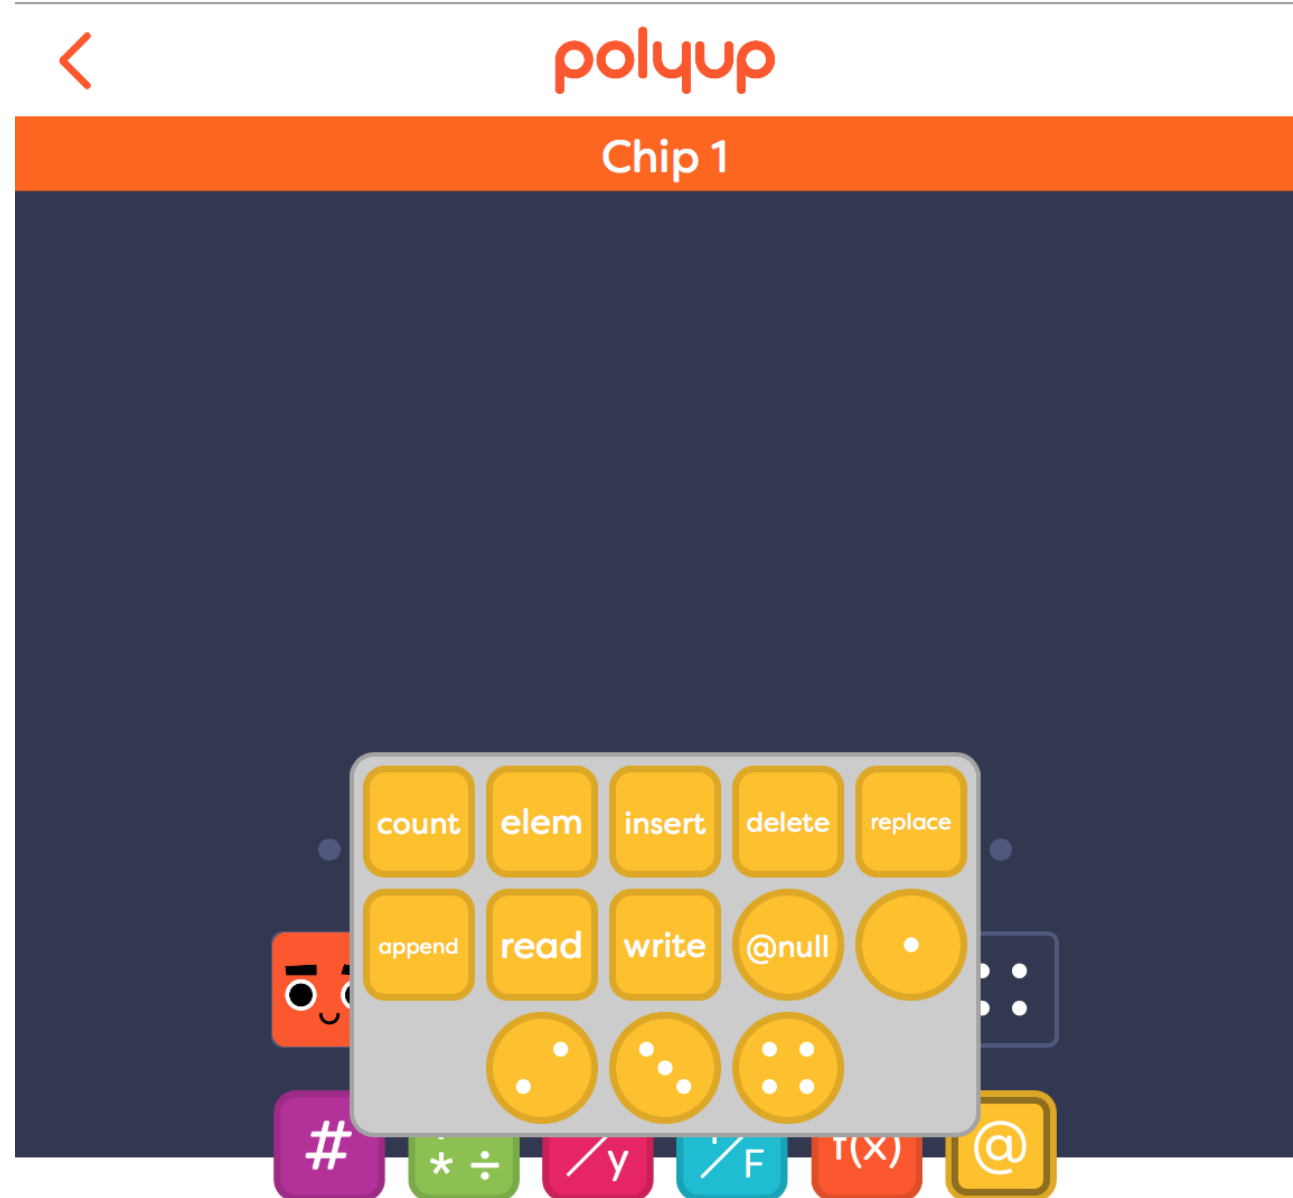 polyup
Chip 1
count elem insert delete replace
append read write @null
# * ÷ / y / F f(x) @